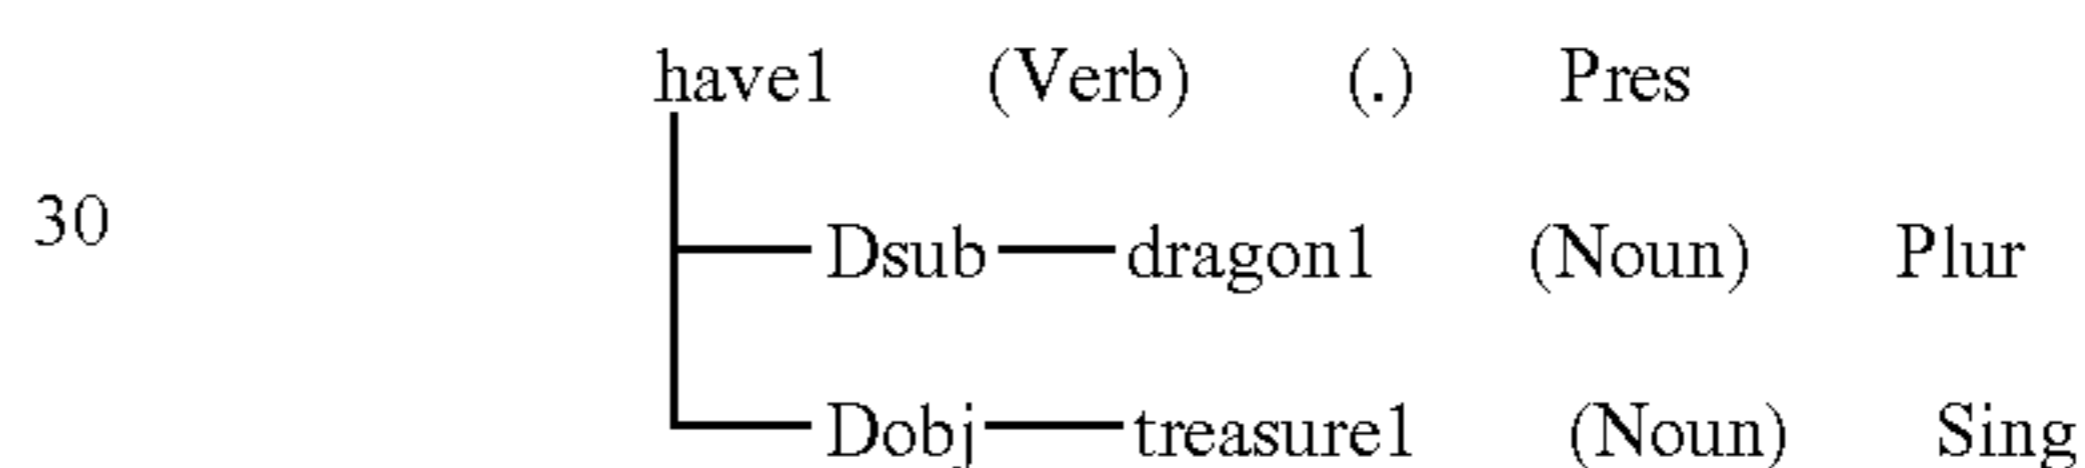 have1 (Verb) (.) Pres
30
Dsub dragon1 (Noun) Plur
Dobj treasure1 (Noun) Sing